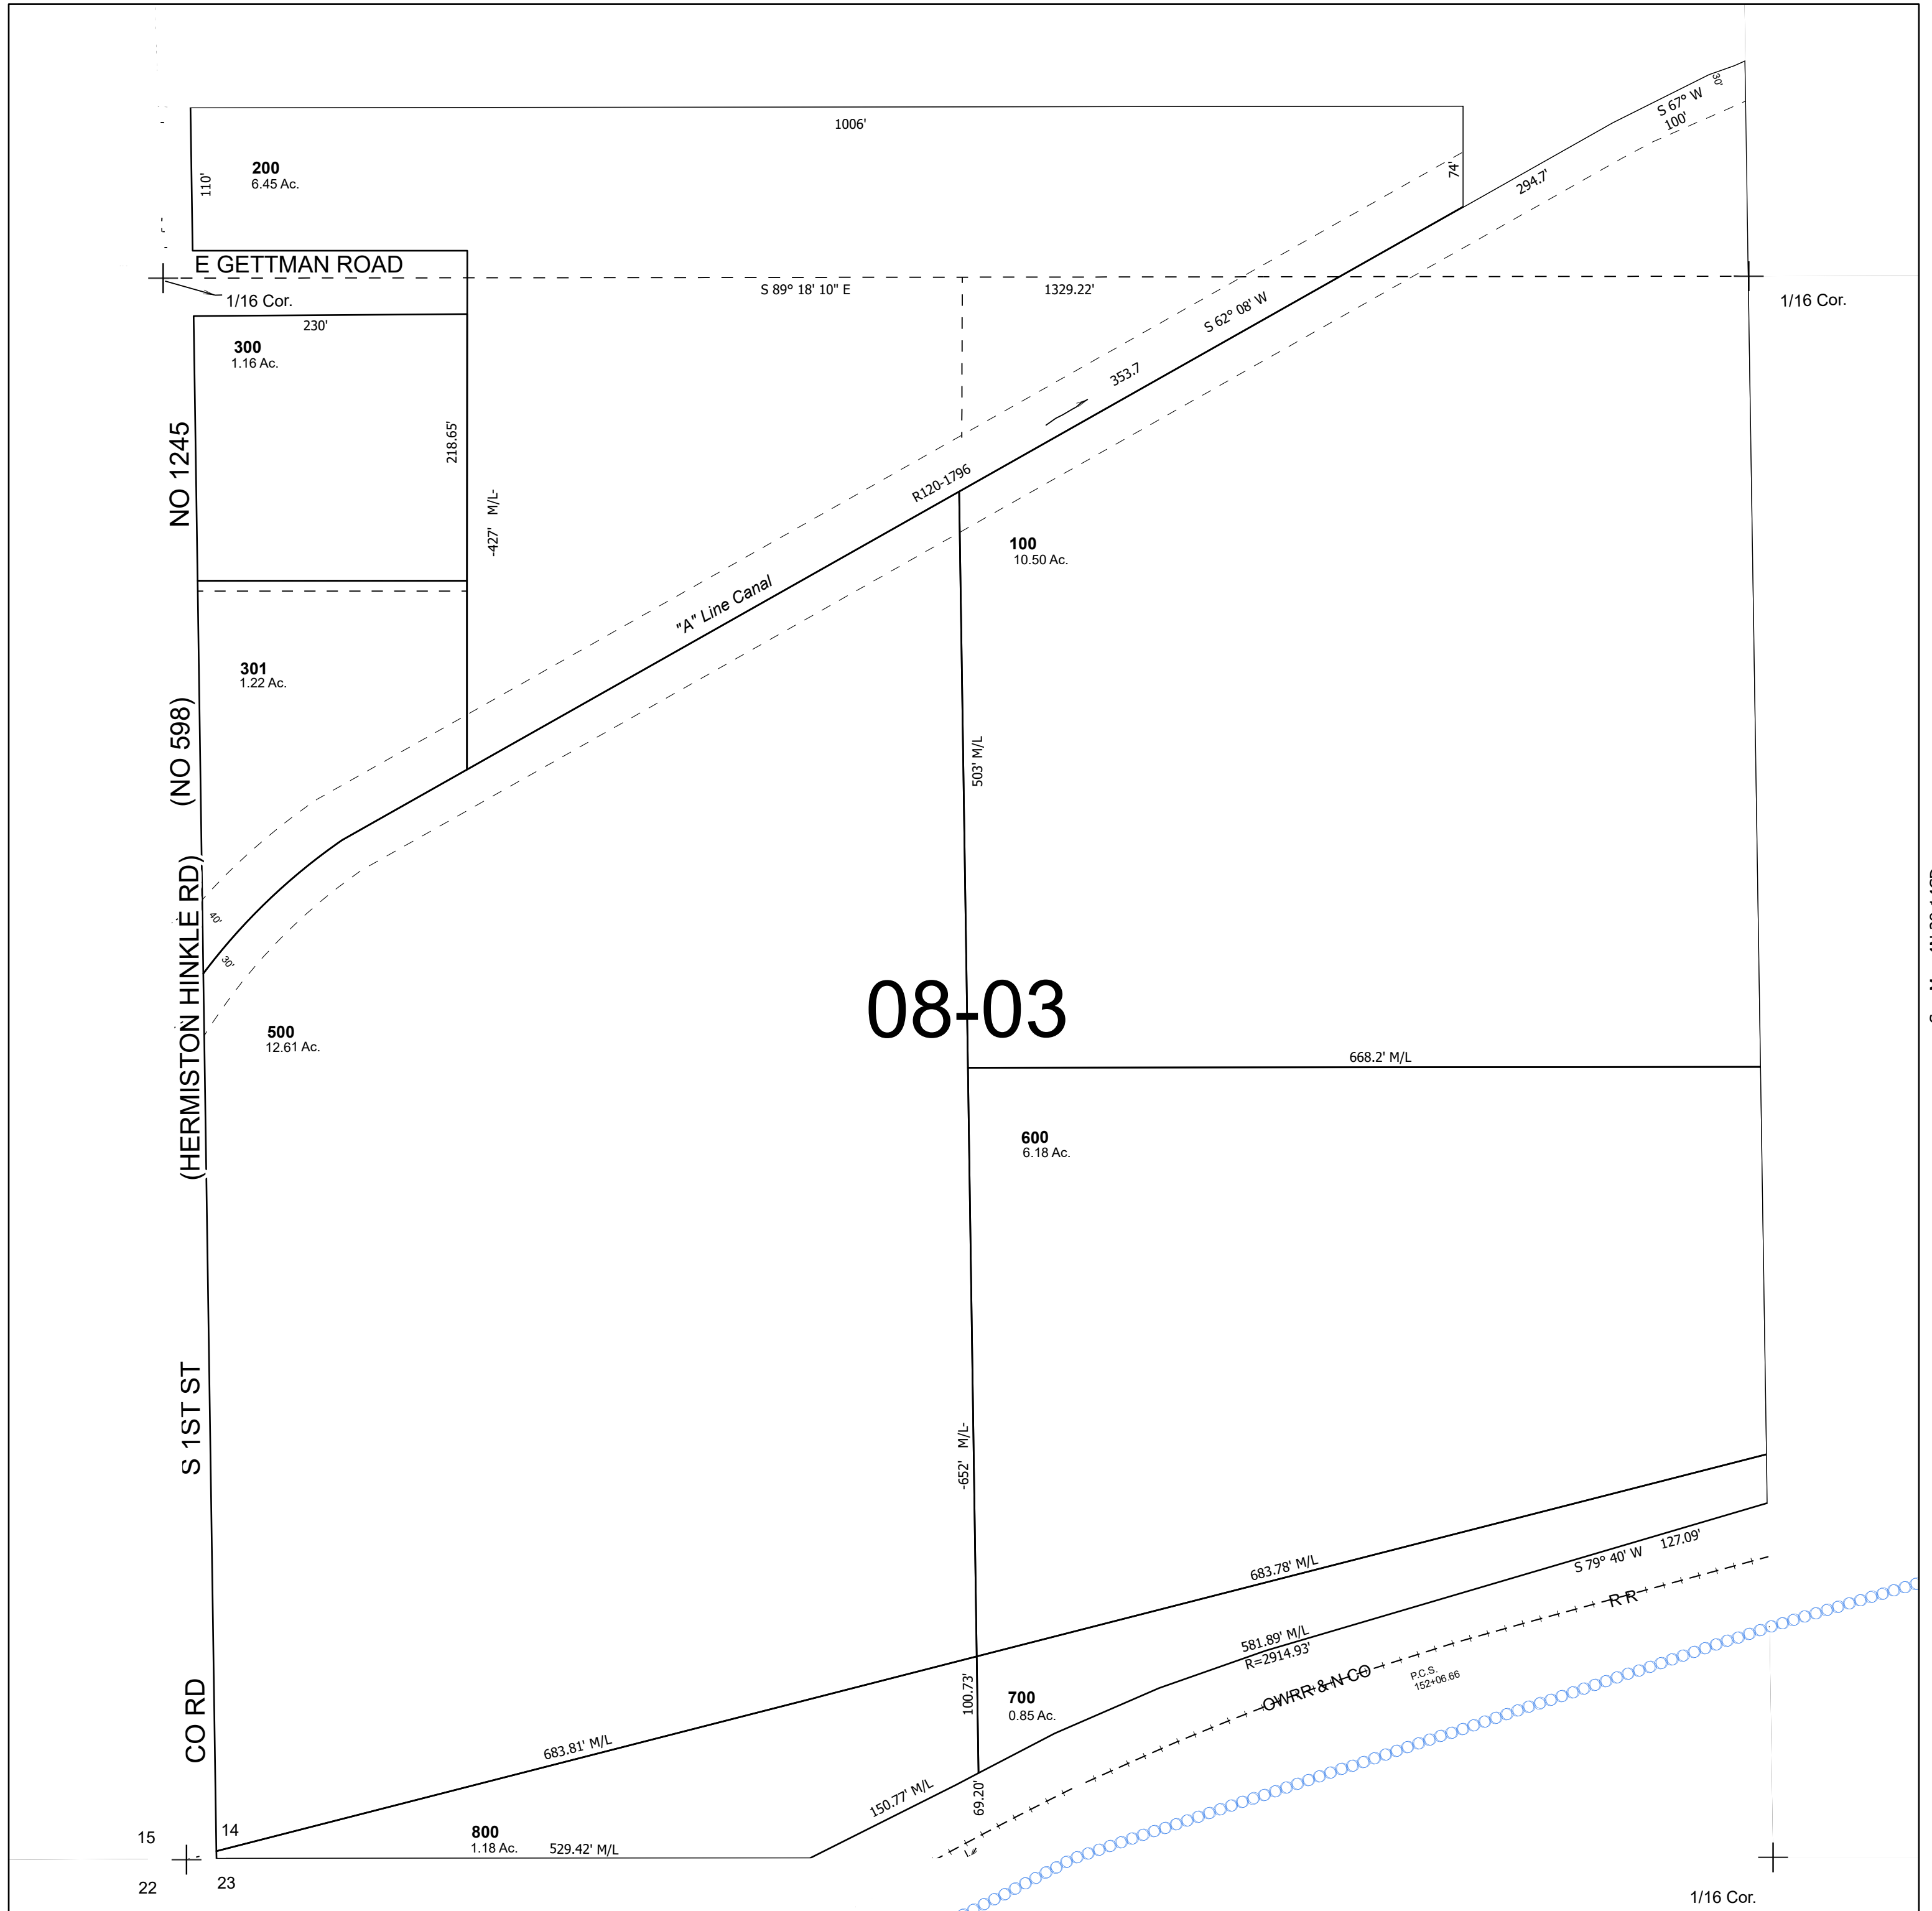 30'
S 67° W
100'
1006'
74'
294.7'
110'
200
6.45 Ac.
E GETTMAN ROAD
1/16 Cor.
S 89° 18' 10" E
1329.22'
1/16 Cor.
230'
300
1.16 Ac.
S 62° 08' W
353.7
NO 1245
218.65'
-427' M/L-
R120-1796
100
10.50 Ac.
"A" Line Canal
301
1.22 Ac.
(NO 598)
503' M/L
40'
30'
(HERMISTON HINKLE RD)
08-03
500
12.61 Ac.
668.2' M/L
600
6.18 Ac.
S 1ST ST
-652' M/L-
683.78' M/L
S 79° 40' W
127.09'
R R
581.89' M/L
R=2914.93'
OWRR & N CO
P.C.S.
152+06.66
CO RD
100.73'
700
0.85 Ac.
683.81' M/L
150.77' M/L
69.20'
14
15
800
1.18 Ac.
529.42' M/L
22
23
1/16 Cor.